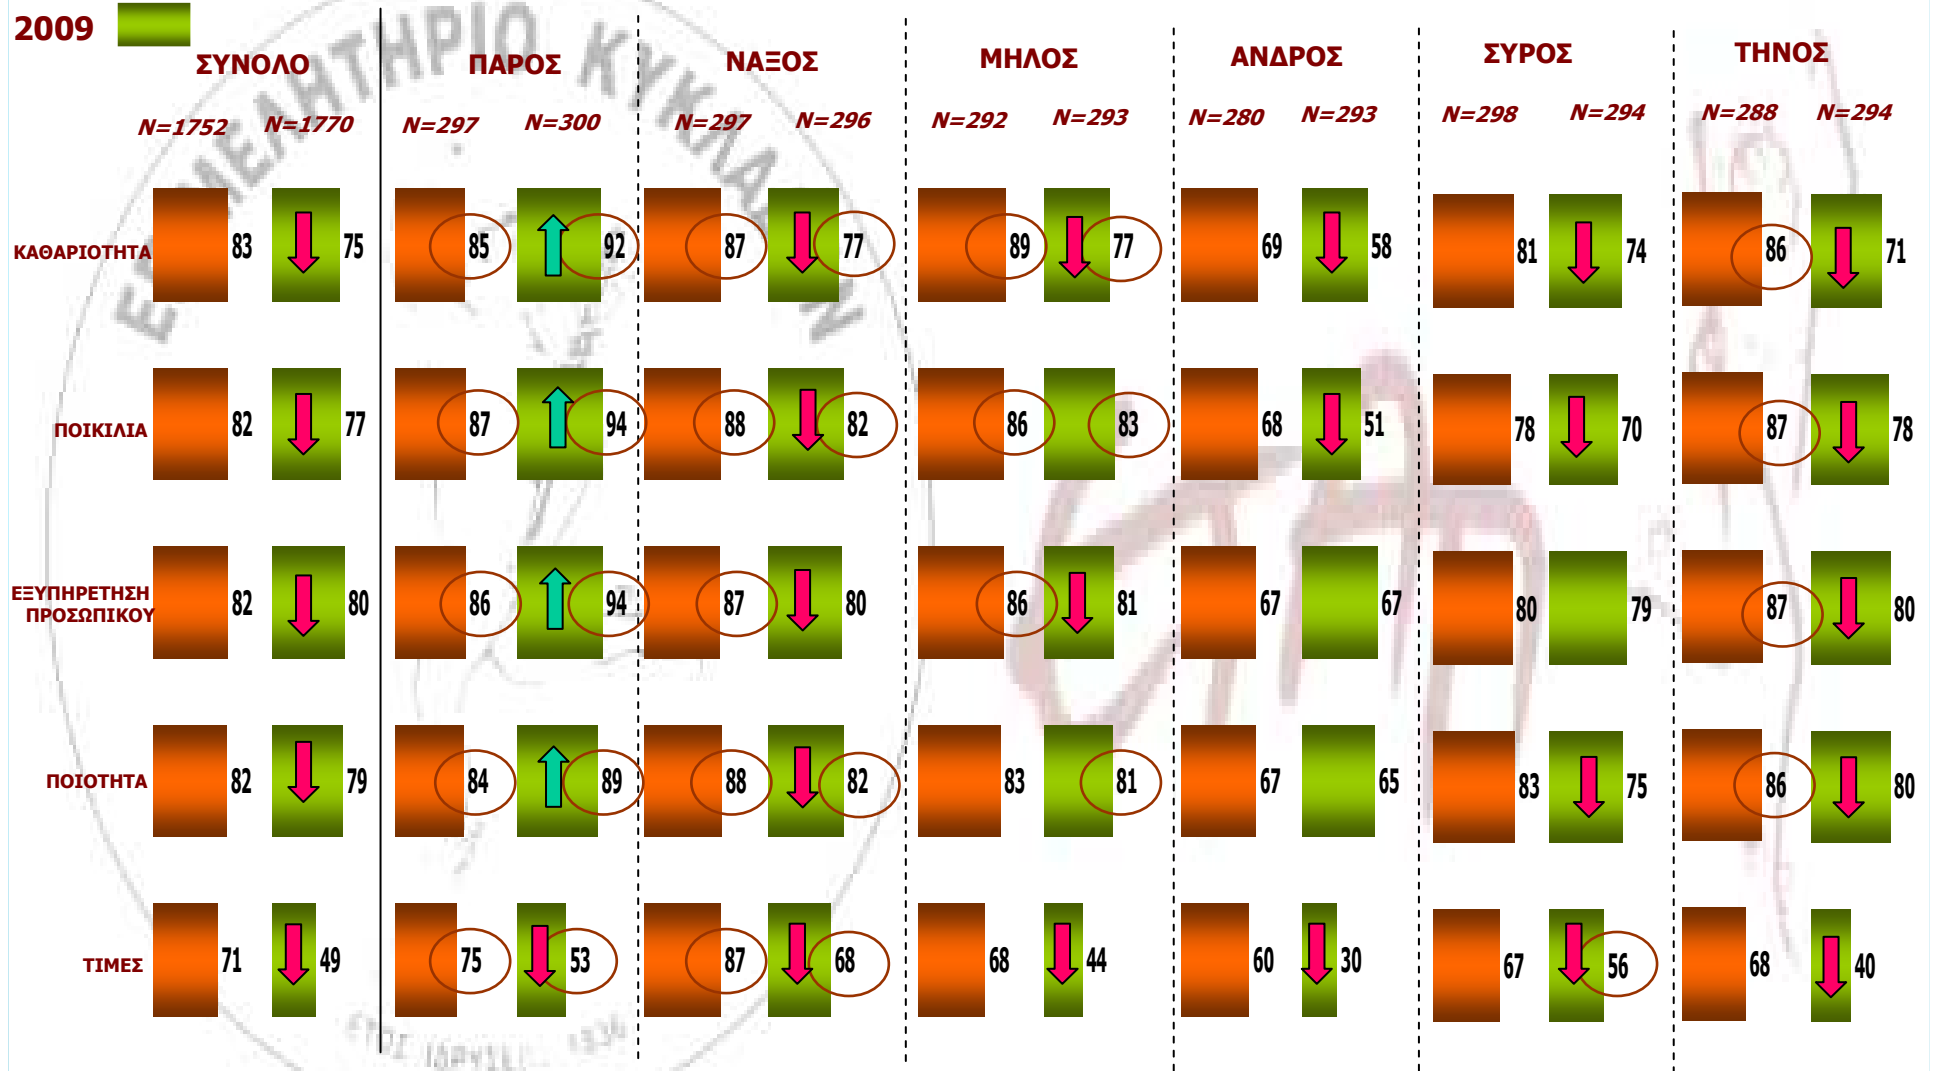 2009
ΣΥΝΟΛΟ ΠΑΡΟΣ ΝΑΞΟΣ ΜΗΛΟΣ ΑΝΔΡΟΣ ΣΥΡΟΣ ΤΗΝΟΣ
N=1752 N=1770 N=297 N=300 N=297 N=296 N=292 N=293 N=280 N=293 N=298 N=294 N=288 N=294
ΚΑΘΑΡΙΟΤΗΤΑ 83 75 85 92 87 77 89 77 69 58 81 74 86 71
ΠΟΙΚΙΛΙΑ 82 77 87 94 88 82 86 83 68 51 78 70 87 78
ΕΞΥΠΗΡΕΤΗΣΗ
ΠΡΟΣΩΠΙΚΟΥ 82 80 86 94 87 80 86 81 67 67 80 79 87 80
ΠΟΙΟΤΗΤΑ 82 79 84 89 88 82 83 81 67 65 83 75 86 80
ΤΙΜΕΣ 71 49 75 53 87 68 68 44 60 30 67 56 68 40